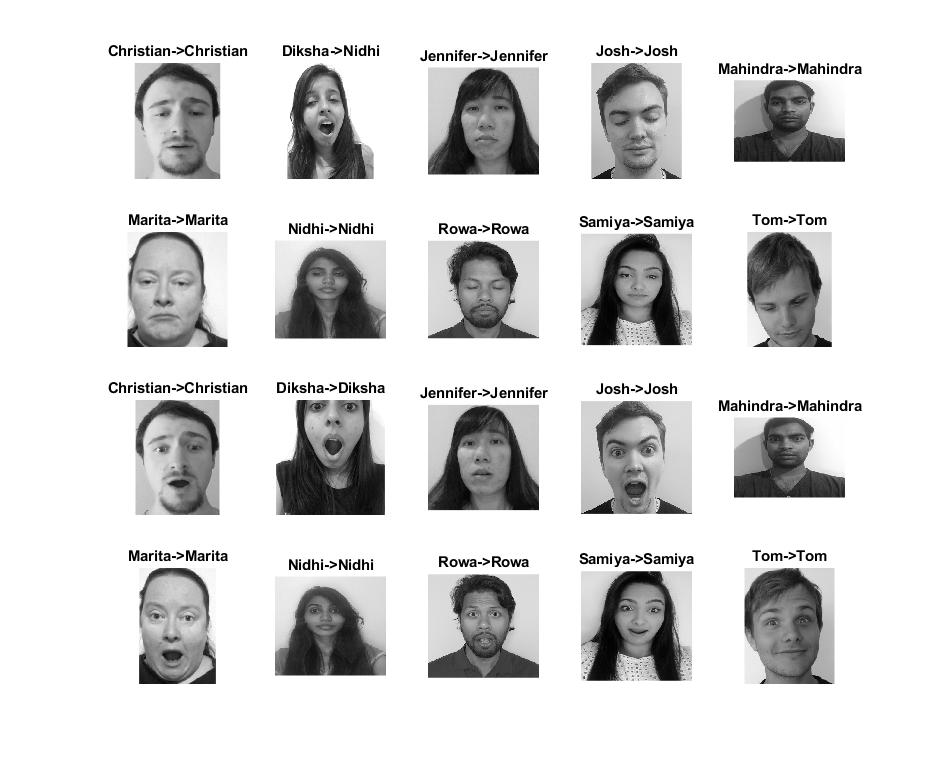 Christian->Christian
Diksha->Nidhi
Jennifer->Jennifer
Josh->Josh
Mahindra->Mahindra
Marita->Marita
Nidhi->Nidhi
Rowa->Rowa
Samiya->Samiya
Tom->Tom
Christian->Christian
Diksha->Diksha
Jennifer->Jennifer
Josh->Josh
Mahindra->Mahindra
Marita->Marita
Nidhi->Nidhi
Rowa->Rowa
Samiya->Samiya
Tom->Tom